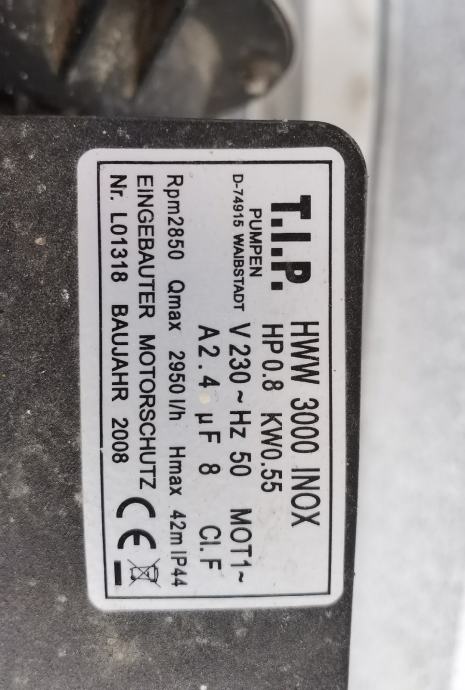 T.I.P. HWW 3000 INOX
PUMPEN HP 0.8 KW0.55
D-74915 WAIBSTADT V 230 ~ Hz 50 MOT1~
A 2.4 µF 8 Cl. F
Rpm2850 Qmax 2950 l/h Hmax 42m IP44
EINGEBAUTER MOTORSCHUTZ CE
Nr. L01318 BAUJAHR 2008